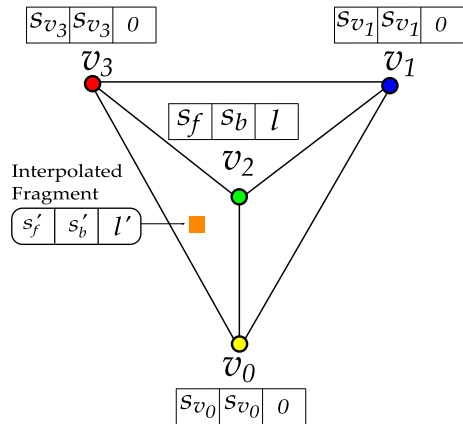 s_{v_3} s_{v_3} 0
s_{v_1} s_{v_1} 0
v_3
v_1
s_f s_b l
v_2
Interpolated
Fragment
s'_f s'_b l'
v_0
s_{v_0} s_{v_0} 0